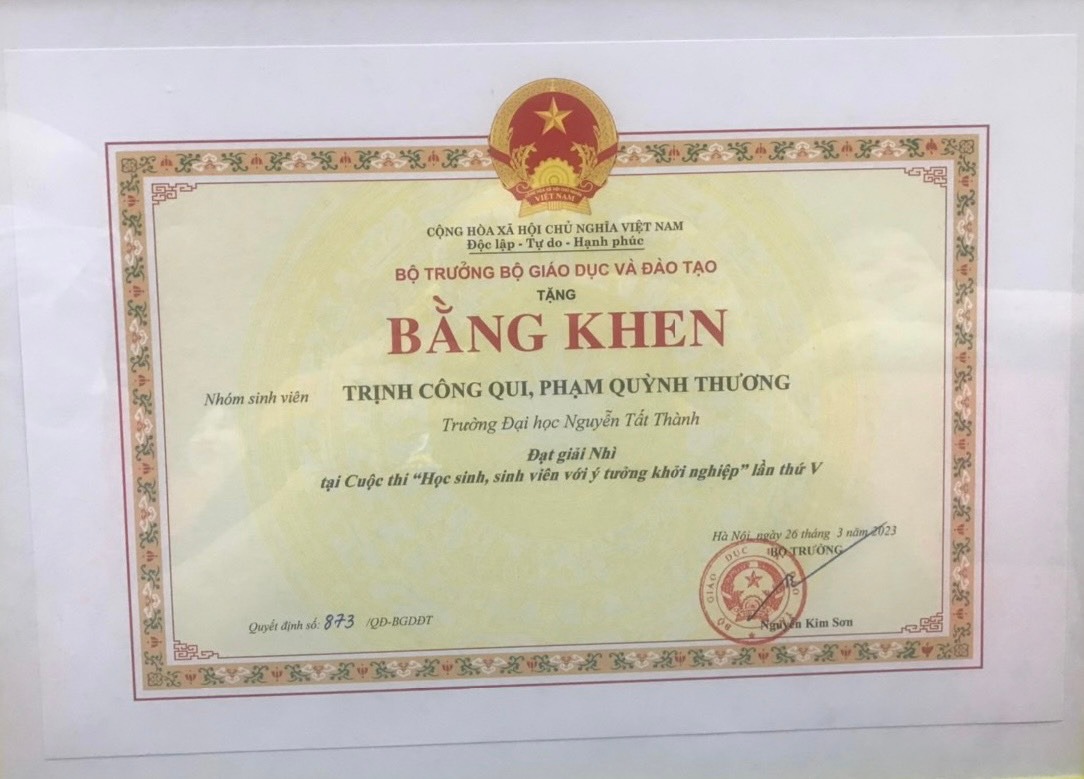 VIỆT NAM
CỘNG HÒA XÃ HỘI CHỦ NGHĨA VIỆT NAM
Độc lập - Tự do - Hạnh phúc
BỘ TRƯỞNG BỘ GIÁO DỤC VÀ ĐÀO TẠO
TẶNG
BẰNG KHEN
Nhóm sinh viên TRỊNH CÔNG QUI, PHẠM QUỲNH THƯƠNG
Trường Đại học Nguyễn Tất Thành
Đạt giải Nhì
tại Cuộc thi “Học sinh, sinh viên với ý tưởng khởi nghiệp” lần thứ V
Hà Nội, ngày 26 tháng 3 năm 2023
BỘ TRƯỞNG
BỘ GIÁO DỤC
Nguyễn Kim Sơn
Quyết định số: 873 /QĐ-BGDĐT